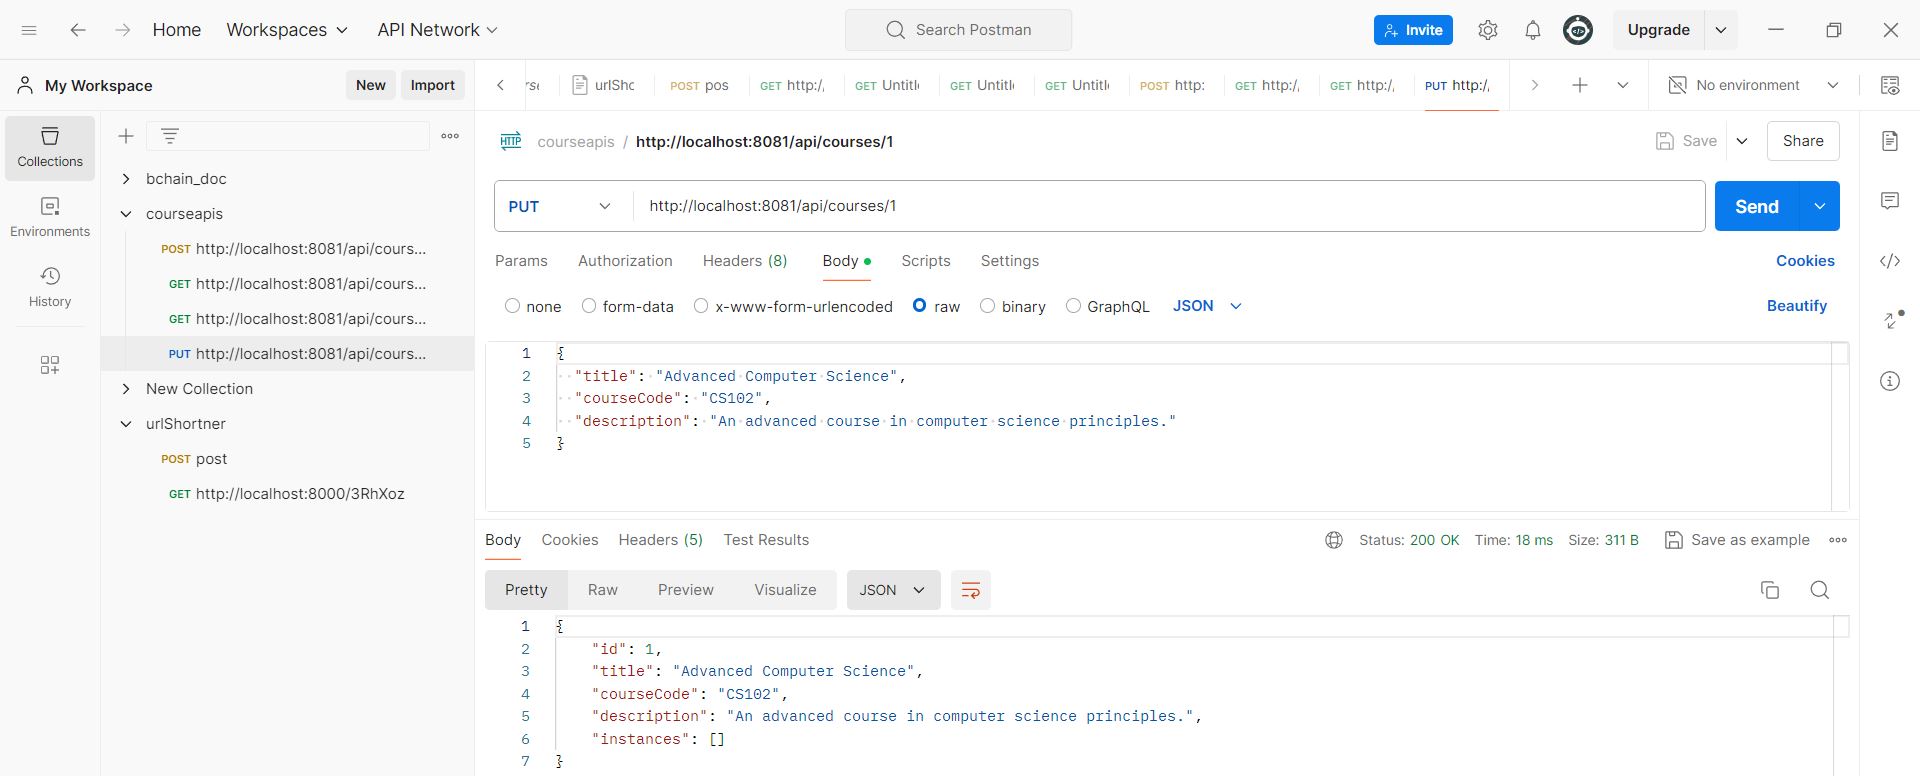 Home Workspaces API Network Search Postman Invite Upgrade
My Workspace New Import
urlSho POST pos GET http:/, GET Untitl GET Untitl GET Untitl POST http: GET http:/, GET http:/, PUT http:/, No environment
Collections
Environments
History
bchain_doc
courseapis
POST http://localhost:8081/api/cours...
GET http://localhost:8081/api/cours...
GET http://localhost:8081/api/cours...
PUT http://localhost:8081/api/cours...
New Collection
urlShortner
POST post
GET http://localhost:8000/3RhXoz
HTTP courseapis / http://localhost:8081/api/courses/1 Save Share
PUT http://localhost:8081/api/courses/1 Send
Params Authorization Headers (8) Body Scripts Settings Cookies
none form-data x-www-form-urlencoded raw binary GraphQL JSON Beautify
1 {
2 "title": "Advanced Computer Science",
3 "courseCode": "CS102",
4 "description": "An advanced course in computer science principles."
5 }
Body Cookies Headers (5) Test Results Status: 200 OK Time: 18 ms Size: 311 B Save as example
Pretty Raw Preview Visualize JSON
1 {
2 "id": 1,
3 "title": "Advanced Computer Science",
4 "courseCode": "CS102",
5 "description": "An advanced course in computer science principles.",
6 "instances": []
7 }